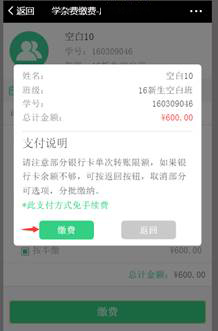 返回 学杂费缴费
空白10
学号：160309046
姓名： 空白10
班级： 16新生空白班
学号： 160309046
总计金额： ¥600.00
支付说明
请注意部分银行卡单次转账限额，如果银
行卡余额不够，可按返回按钮，取消部分
可选项，分批缴纳。
*此支付方式免手续费
缴费 返回
按年缴 ¥600.00
总计金额：¥600.00
缴费